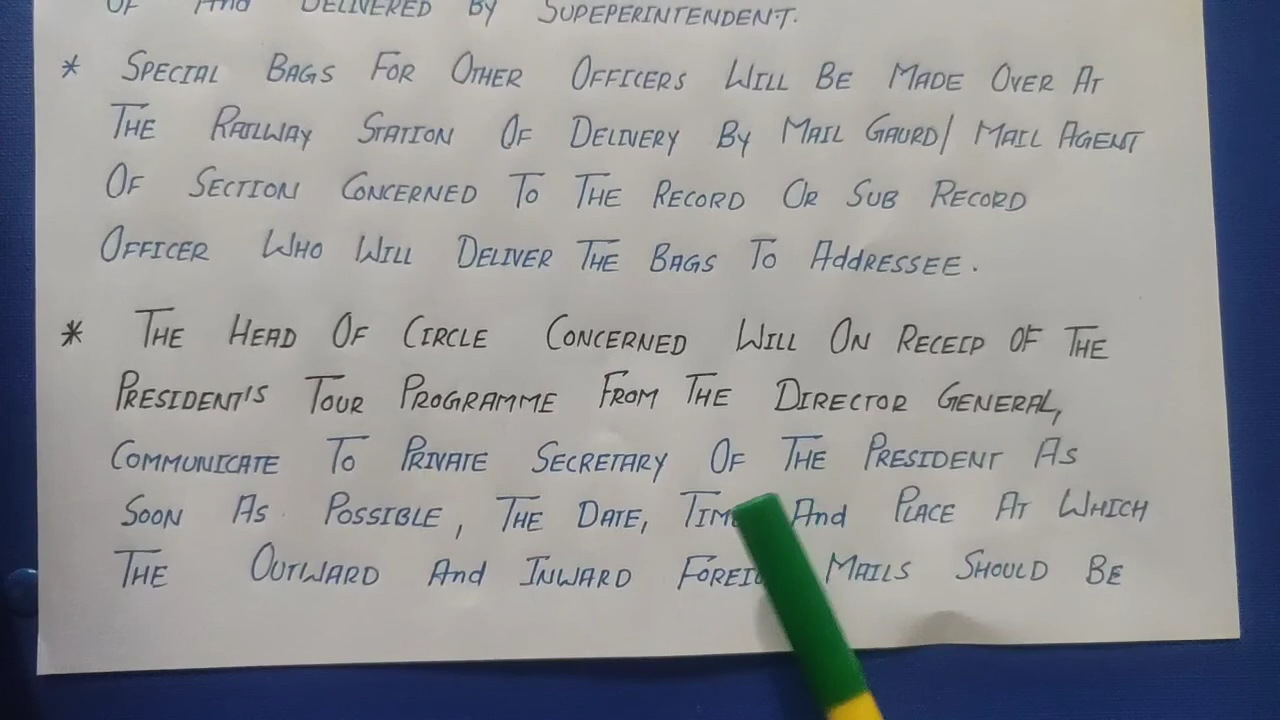 OF And DELIVERED BY SUPEPERINTENDENT.
* SPECIAL BAGS FOR OTHER OFFICERS WILL BE MADE OVER AT
THE RAILWAY STATION OF DELIVERY BY MAIL GAURD/ MAIL AGENT
OF SECTION CONCERNED TO THE RECORD OR SUB RECORD
OFFICER WHO WILL DELIVER THE BAGS TO ADDRESSEE.
* THE HEAD OF CIRCLE CONCERNED WILL ON RECEIP OF THE
PRESIDENT'S TOUR PROGRAMME FROM THE DIRECTOR GENERAL,
COMMUNICATE TO PRIVATE SECRETARY OF THE PRESIDENT AS
SOON AS POSSIBLE, THE DATE, And PLACE AT WHICH
THE OUTWARD And INWARD MAILS SHOULD BE